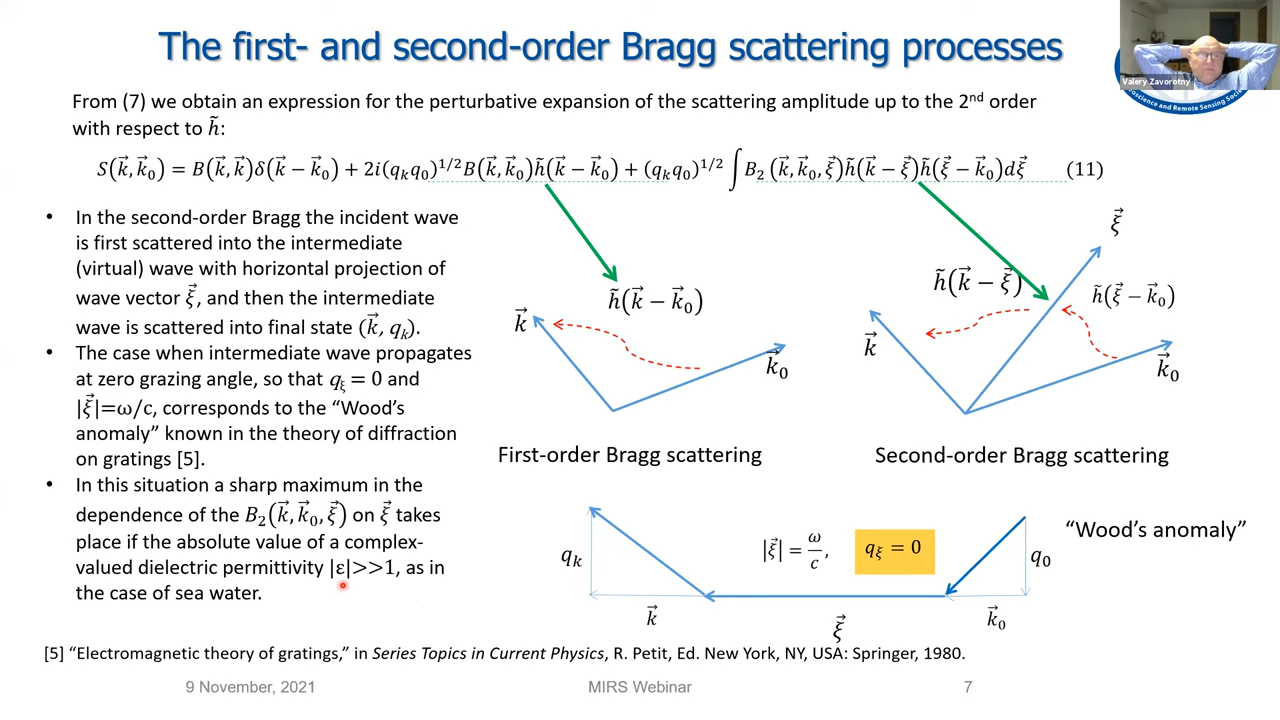 The first- and second-order Bragg scattering processes
Valery Zavorotny
oscience and Remote Sensing Socie
From (7) we obtain an expression for the perturbative expansion of the scattering amplitude up to the 2nd order
with respect to h̃:
S(k⃗,k⃗₀) = B(k⃗,k⃗)δ(k⃗ − k⃗₀) + 2i(qₖq₀)^1/2 B(k⃗,k⃗₀)h̃(k⃗ − k⃗₀) + (qₖq₀)^1/2 ∫ B₂(k⃗,k⃗₀,ξ⃗)h̃(k⃗ − ξ⃗)h̃(ξ⃗ − k⃗₀)dξ⃗ (11)
• In the second-order Bragg the incident wave
is first scattered into the intermediate
(virtual) wave with horizontal projection of
wave vector ξ⃗, and then the intermediate
wave is scattered into final state (k⃗, qₖ).
• The case when intermediate wave propagates
at zero grazing angle, so that q_ξ = 0 and
|ξ⃗|=ω/c, corresponds to the “Wood’s
anomaly” known in the theory of diffraction
on gratings [5].
• In this situation a sharp maximum in the
dependence of the B₂(k⃗,k⃗₀,ξ⃗) on ξ⃗ takes
place if the absolute value of a complex-
valued dielectric permittivity |ε|>>1, as in
the case of sea water.
h̃(k⃗ − k⃗₀)
k⃗
k⃗₀
First-order Bragg scattering
ξ⃗
h̃(k⃗ − ξ⃗)
h̃(ξ⃗ − k⃗₀)
k⃗
k⃗₀
Second-order Bragg scattering
“Wood’s anomaly”
qₖ
|ξ⃗| = ω/c,
q_ξ = 0
q₀
k⃗
ξ⃗
k⃗₀
[5] “Electromagnetic theory of gratings,” in Series Topics in Current Physics, R. Petit, Ed. New York, NY, USA: Springer, 1980.
9 November, 2021
MIRS Webinar
7